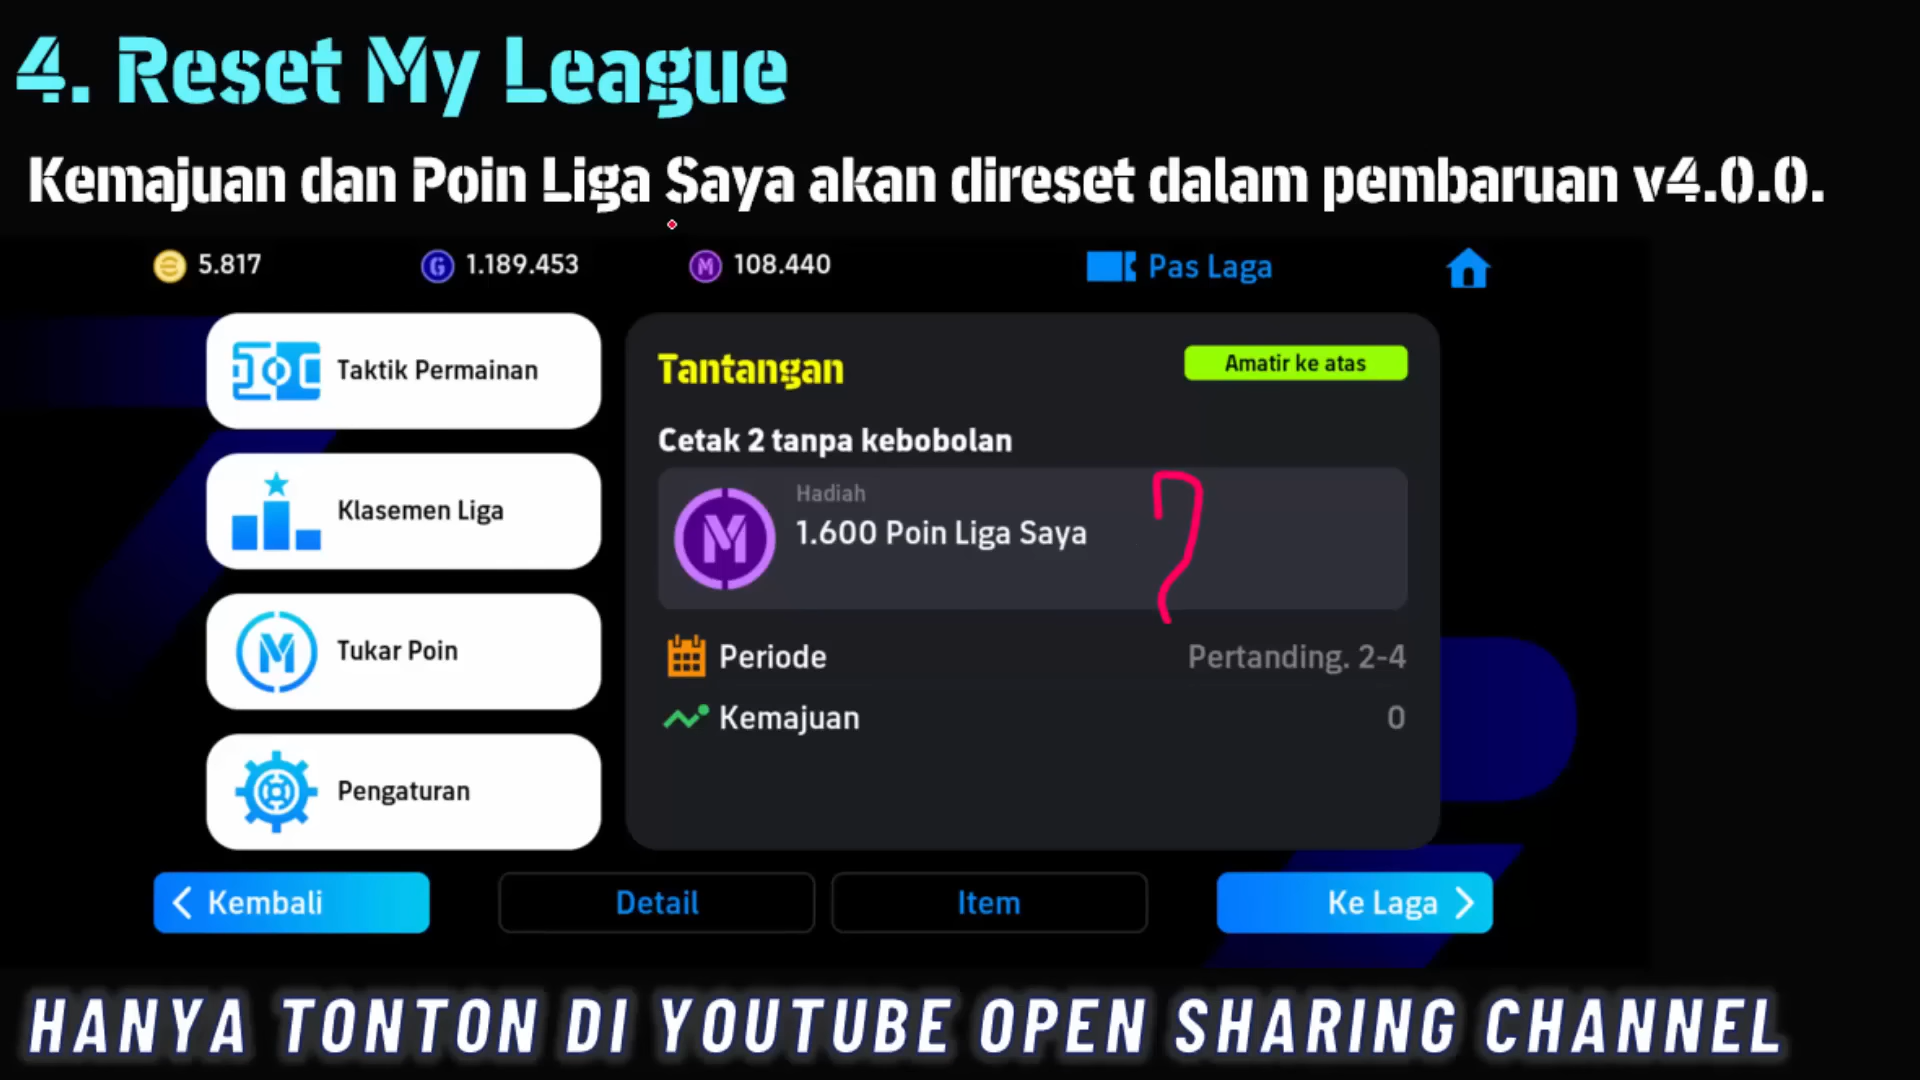 4. Reset My League
Kemajuan dan Poin Liga Saya akan direset dalam pembaruan v4.0.0.
5.817
G 1.189.453
M 108.440
Pas Laga
Taktik Permainan
Klasemen Liga
M Tukar Poin
Pengaturan
Tantangan
Amatir ke atas
Cetak 2 tanpa kebobolan
Hadiah
M 1.600 Poin Liga Saya
Periode
Pertanding. 2-4
Kemajuan
0
Kembali
Detail
Item
Ke Laga
HANYA TONTON DI YOUTUBE OPEN SHARING CHANNEL